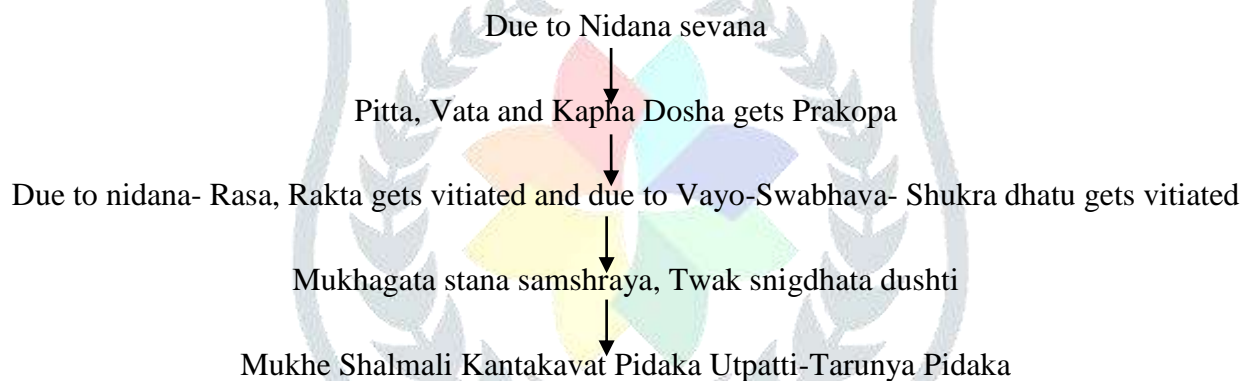 Due to Nidana sevana
Pitta, Vata and Kapha Dosha gets Prakopa
Due to nidana- Rasa, Rakta gets vitiated and due to Vayo-Swabhava- Shukra dhatu gets vitiated
Mukhagata stana samshraya, Twak snigdhata dushti
Mukhe Shalmali Kantakavat Pidaka Utpatti-Tarunya Pidaka